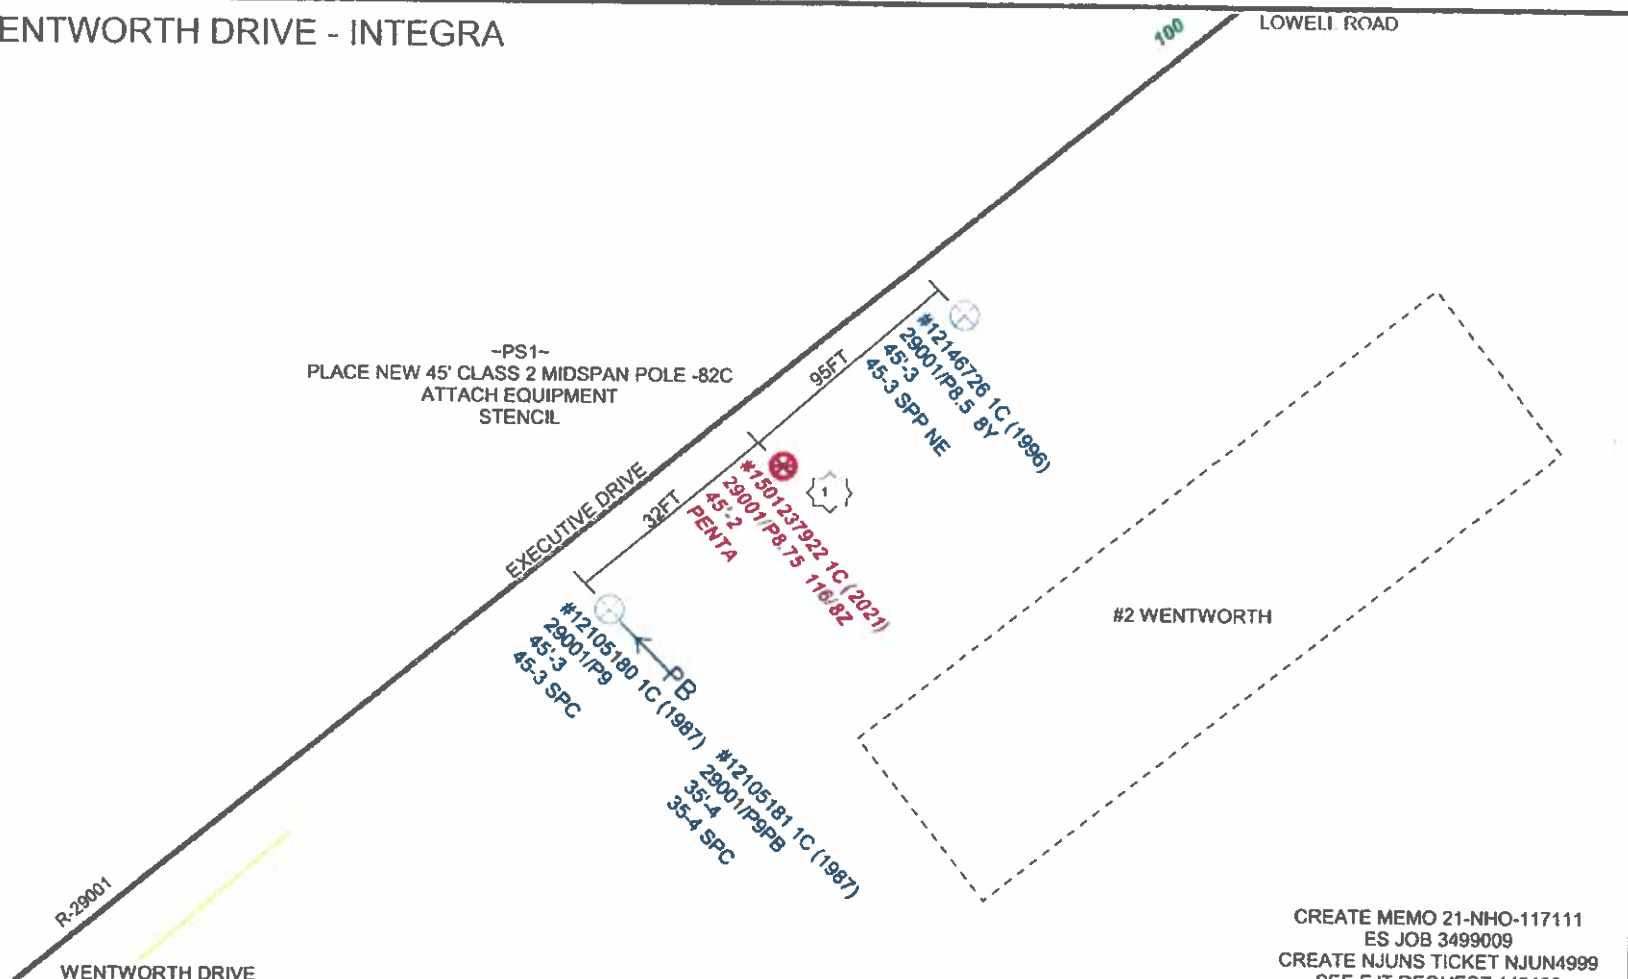 ENTWORTH DRIVE - INTEGRA
100
LOWELL ROAD
~PS1~
PLACE NEW 45' CLASS 2 MIDSPAN POLE -82C
ATTACH EQUIPMENT
STENCIL
95FT
#12146726 1C (1996)
29001/P8.5 8Y
45'-3
45-3 SPP NE
EXECUTIVE DRIVE
32FT
#1501237922 1C (2021)
29001/P8.75 116/8Z
45'-2
PENTA
1
#12105180 1C (1987)
29001/P9
45'-3
45-3 SPC
PB
#2 WENTWORTH
#12105181 1C (1987)
29001/P9PB
35'-4
35-4 SPC
R-29001
WENTWORTH DRIVE
CREATE MEMO 21-NHO-117111
ES JOB 3499009
CREATE NJUNS TICKET NJUN4999